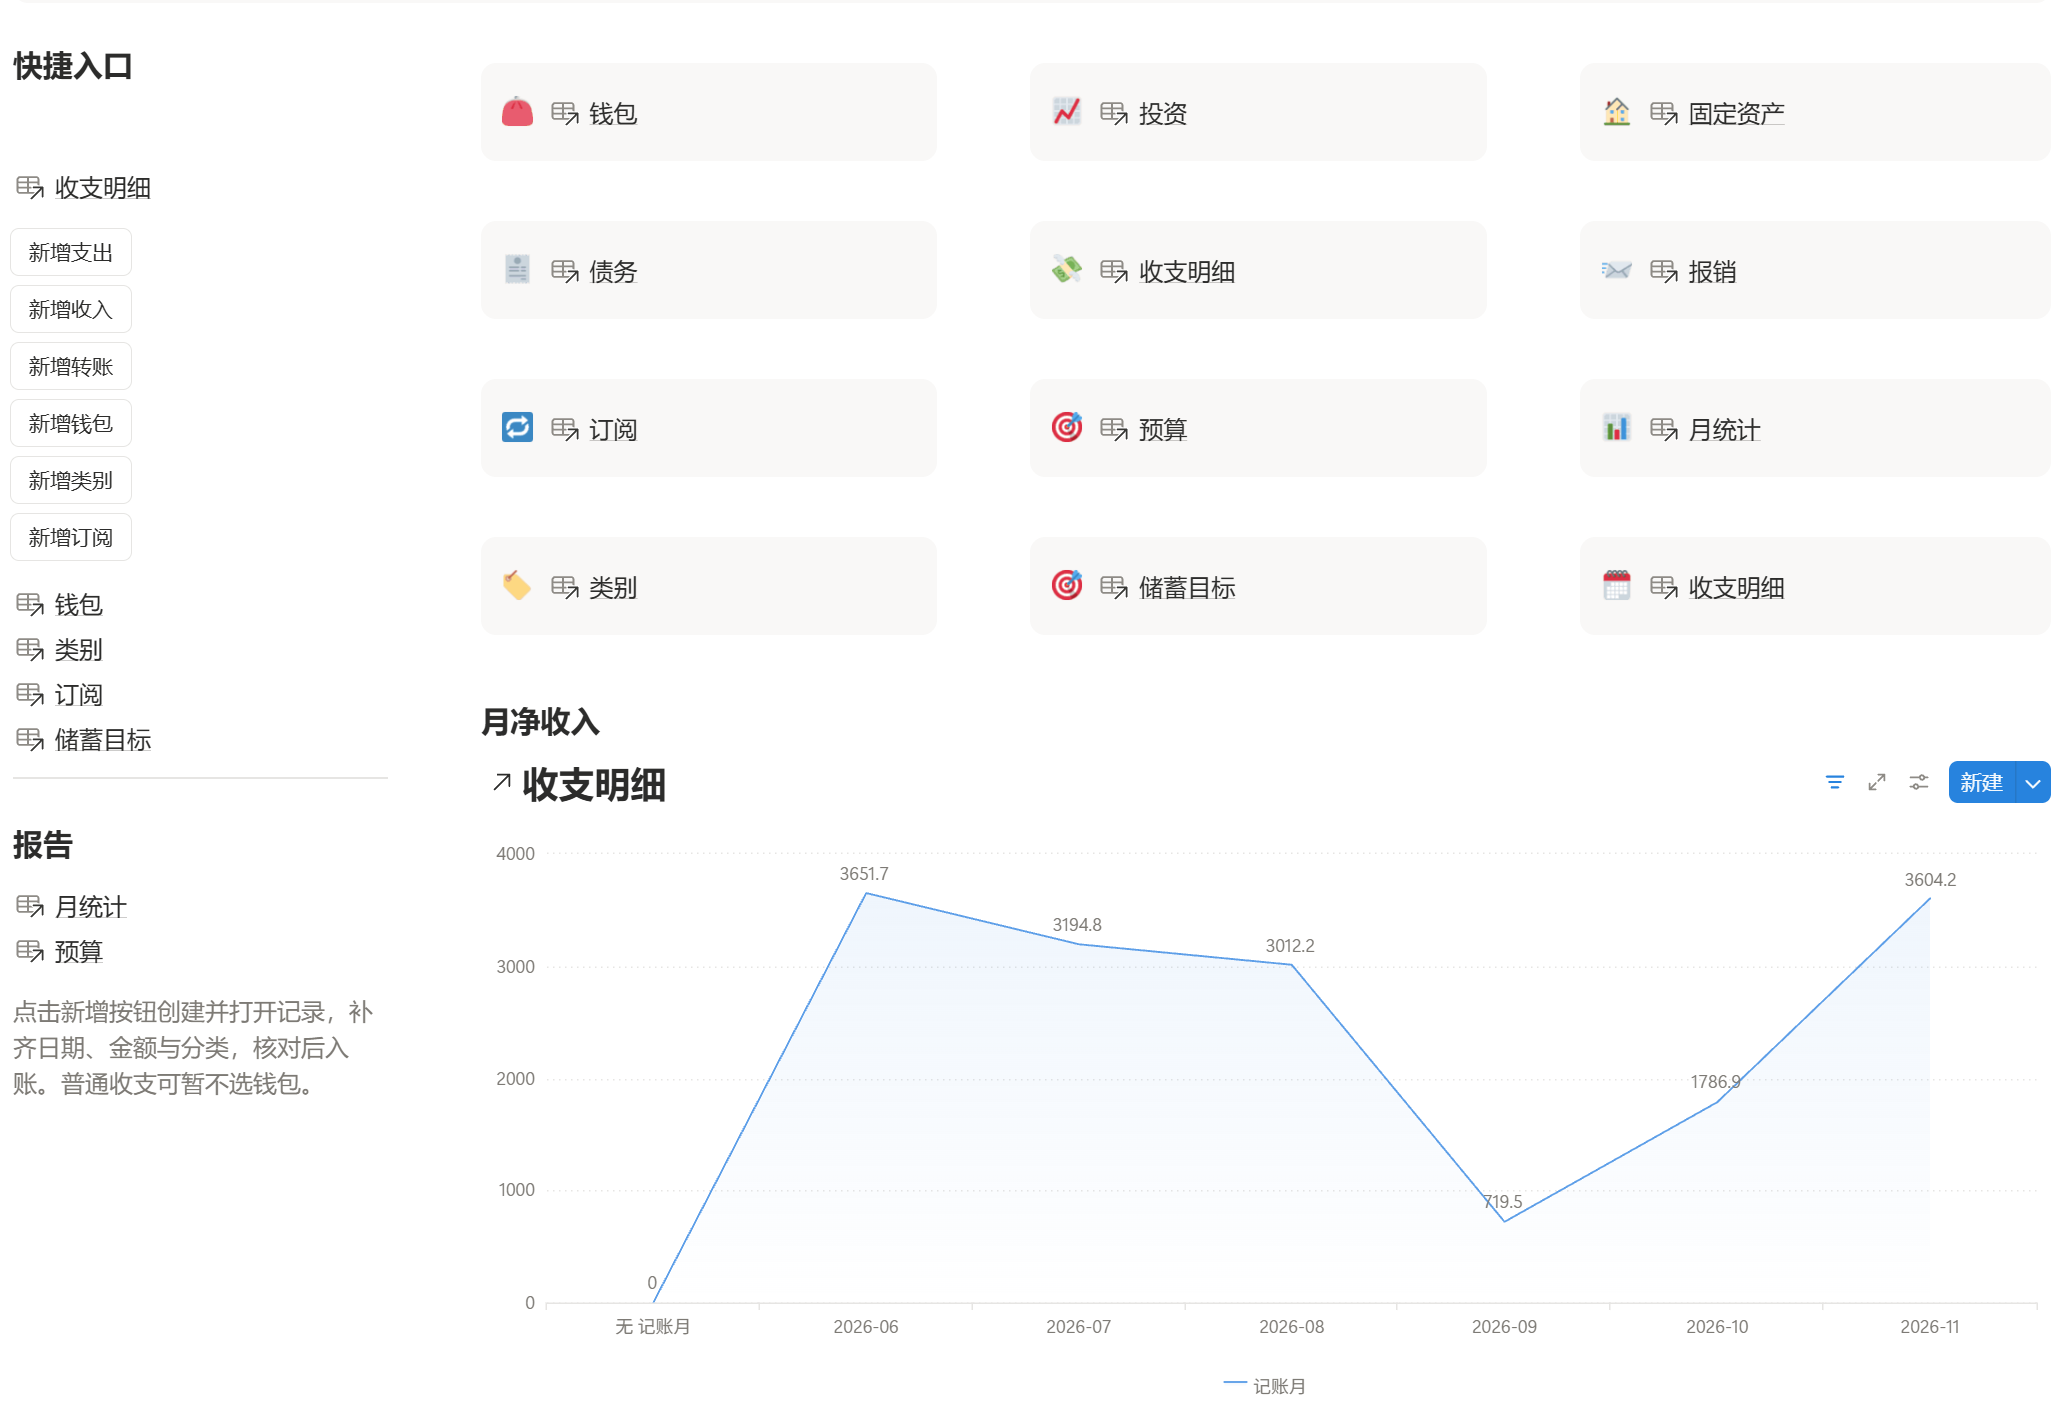 快捷入口
收支明细
新增支出
新增收入
新增转账
新增钱包
新增类别
新增订阅
钱包
类别
订阅
储蓄目标
报告
月统计
预算
点击新增按钮创建并打开记录，补
齐日期、金额与分类，核对后入
账。普通收支可暂不选钱包。
钱包
投资
固定资产
债务
收支明细
报销
订阅
预算
月统计
类别
储蓄目标
收支明细
月净收入
收支明细
新建
4000
3000
2000
1000
0
0
3651.7
3194.8
3012.2
719.5
1786.9
3604.2
无 记账月
2026-06
2026-07
2026-08
2026-09
2026-10
2026-11
记账月